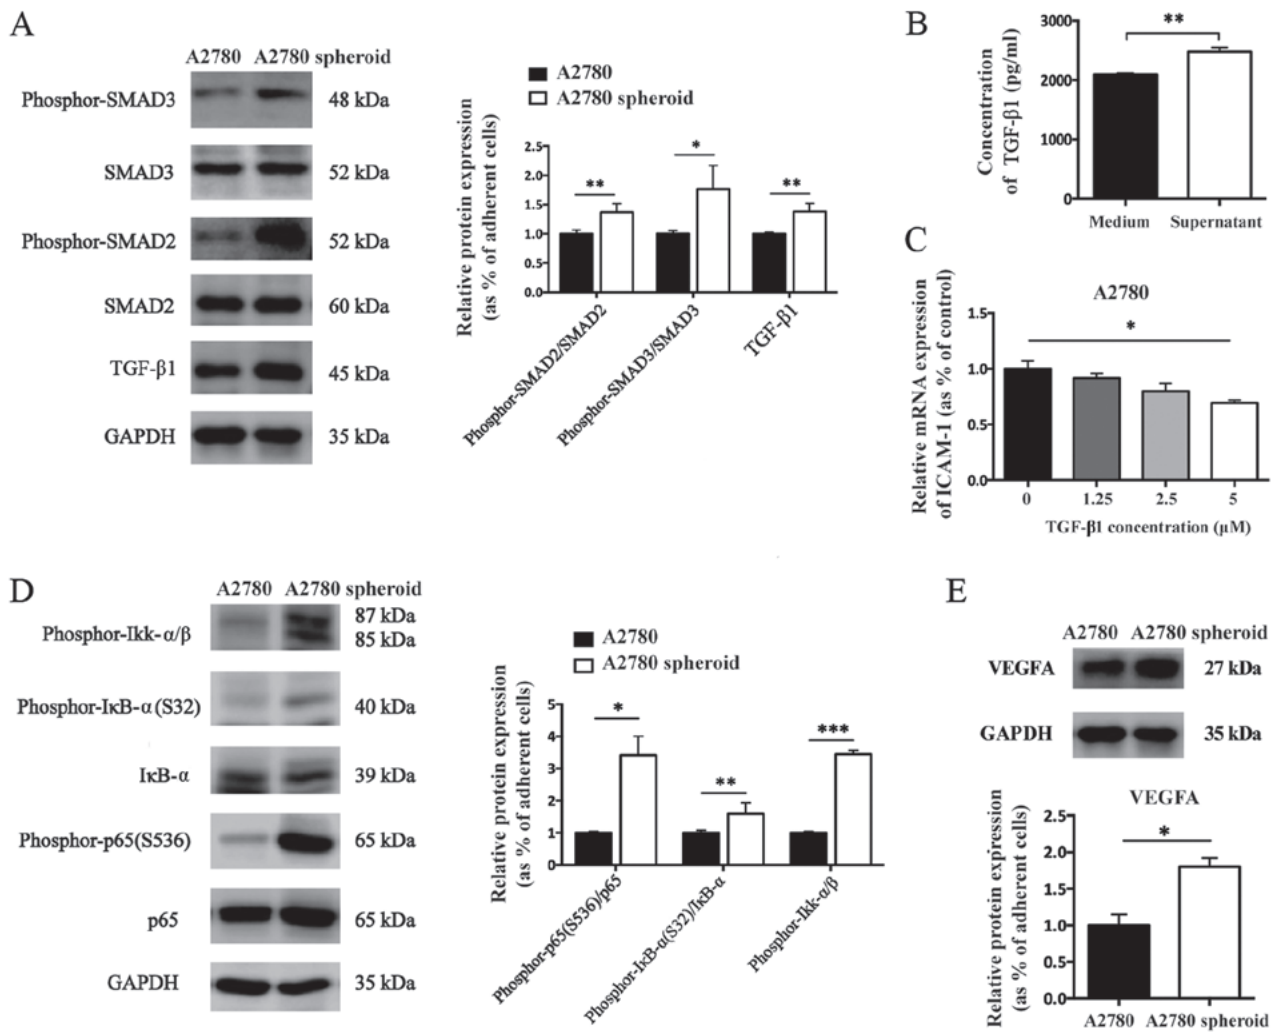 A
A2780 A2780 spheroid
Phosphor-SMAD3 48 kDa
SMAD3 52 kDa
Phosphor-SMAD2 52 kDa
SMAD2 60 kDa
TGF-β1 45 kDa
GAPDH 35 kDa
A2780
A2780 spheroid
Relative protein expression
(as % of adherent cells)
2.5
2.0
1.5
1.0
0.5
0.0
** * **
Phosphor-SMAD2/SMAD2
Phosphor-SMAD3/SMAD3
TGF-β1
B
Concentration
of TGF-β1 (pg/ml)
3000
2000
1000
0
**
Medium Supernatant
C
A2780
Relative mRNA expression
of ICAM-1 (as % of control)
1.5
1.0
0.5
0.0
*
0 1.25 2.5 5
TGF-β1 concentration (μM)
D
A2780 A2780 spheroid
Phosphor-Ikk-α/β 87 kDa
85 kDa
Phosphor-IκB-α(S32) 40 kDa
IκB-α 39 kDa
Phosphor-p65(S536) 65 kDa
p65 65 kDa
GAPDH 35 kDa
A2780
A2780 spheroid
Relative protein expression
(as % of adherent cells)
5
4
3
2
1
0
* ** ***
Phosphor-p65(S536)/p65
Phosphor-IκB-α(S32)/IκB-α
Phosphor-Ikk-α/β
E
A2780 A2780 spheroid
VEGFA 27 kDa
GAPDH 35 kDa
VEGFA
Relative protein expression
(as % of adherent cells)
2.5
2.0
1.5
1.0
0.5
0.0
*
A2780 A2780 spheroid